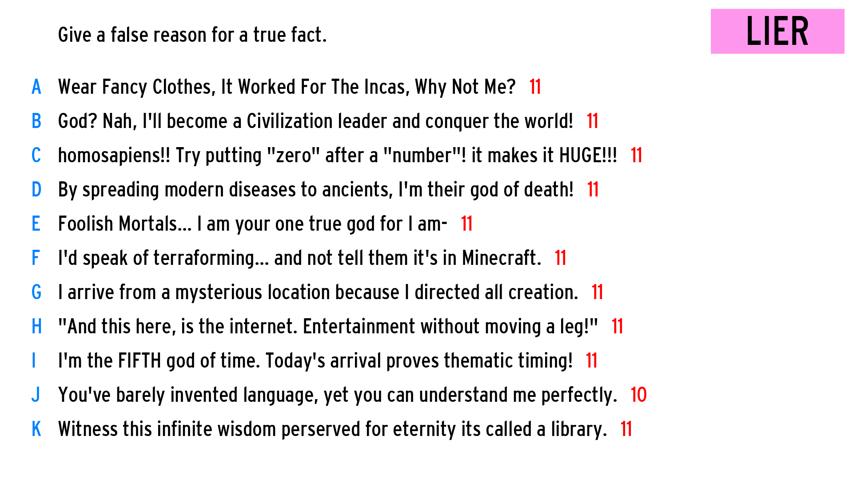 Give a false reason for a true fact.
LIER
A Wear Fancy Clothes, It Worked For The Incas, Why Not Me? 11
B God? Nah, I'll become a Civilization leader and conquer the world! 11
C homosapiens!! Try putting "zero" after a "number"! it makes it HUGE!!! 11
D By spreading modern diseases to ancients, I'm their god of death! 11
E Foolish Mortals... I am your one true god for I am- 11
F I'd speak of terraforming... and not tell them it's in Minecraft. 11
G I arrive from a mysterious location because I directed all creation. 11
H "And this here, is the internet. Entertainment without moving a leg!" 11
I I'm the FIFTH god of time. Today's arrival proves thematic timing! 11
J You've barely invented language, yet you can understand me perfectly. 10
K Witness this infinite wisdom perserved for eternity its called a library. 11